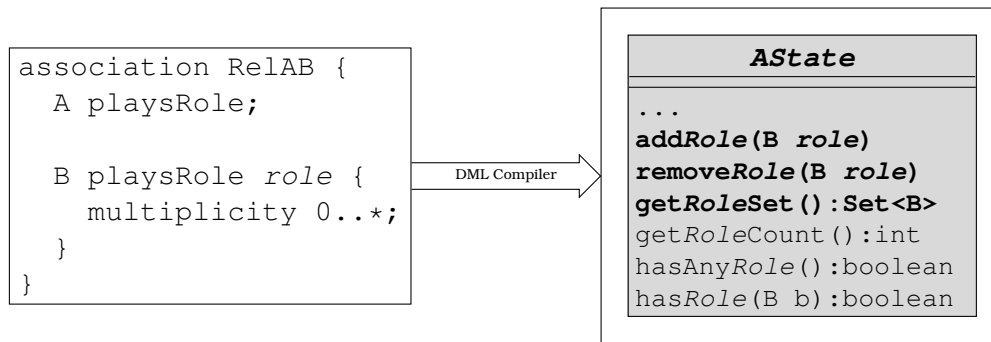 association RelAB {
  A playsRole;
  B playsRole role {
    multiplicity 0..*;
  }
}
DML Compiler
AState
...
addRole(B role)
removeRole(B role)
getRoleSet():Set<B>
getRoleCount():int
hasAnyRole():boolean
hasRole(B b):boolean